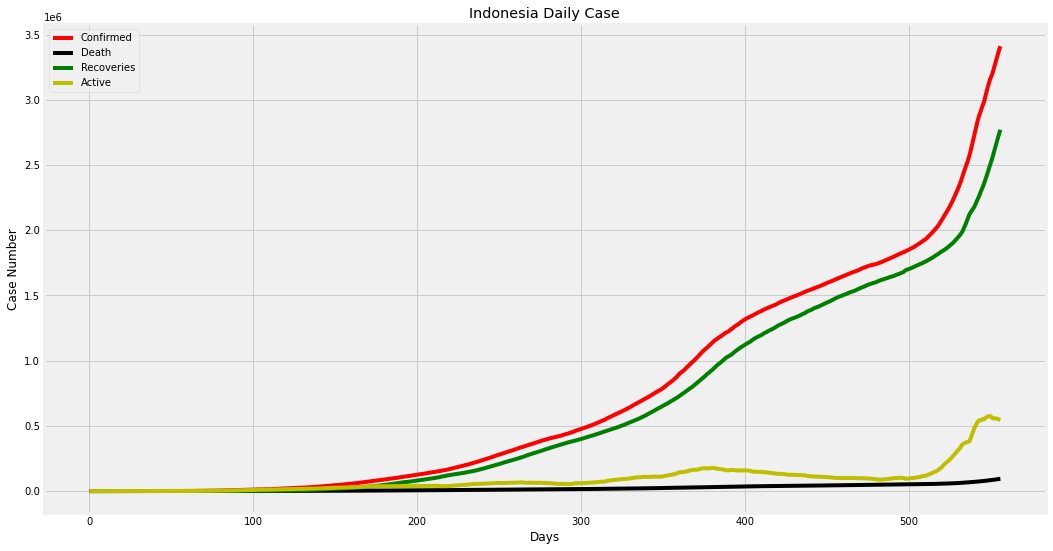 Indonesia Daily Case
1e6
Confirmed
Death
Recoveries
Active
3.5
3.0
2.5
2.0
1.5
1.0
0.5
0.0
Case Number
0 100 200 300 400 500
Days